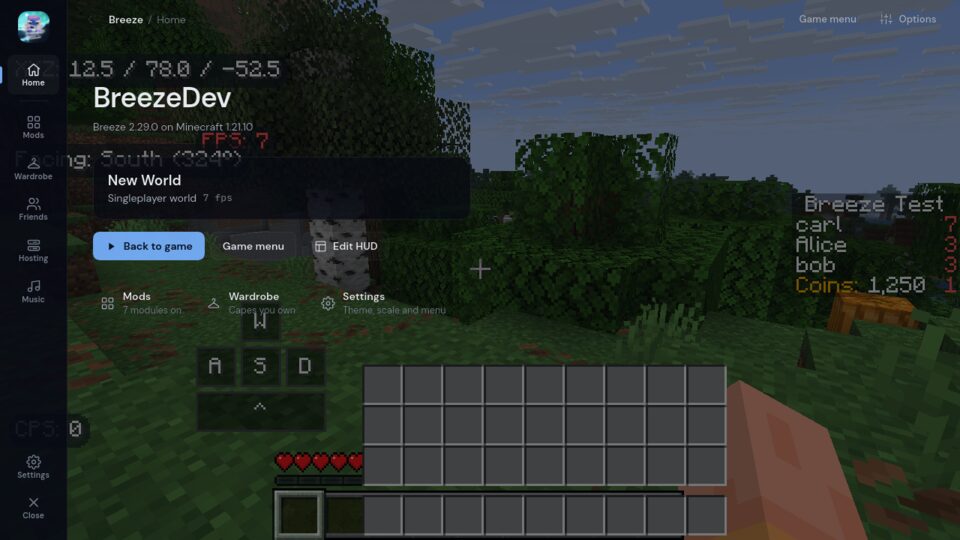 Breeze / Home
Game menu
Options
XYZ: 12.5 / 78.0 / -52.5
Home
BreezeDev
Breeze 2.29.0 on Minecraft 1.21.10
Mods
FPS: 7
Facing: South (324°)
Wardrobe
New World
Singleplayer world 7 fps
Friends
Breeze Test
carl 7
Alice 3
bob 3
Coins: 1,250 1
Hosting
Back to game
Game menu
Edit HUD
Music
Mods
7 modules on
Wardrobe
Capes you own
Settings
Theme, scale and menu
W
A S D
^
CPS: 0
Settings
Close